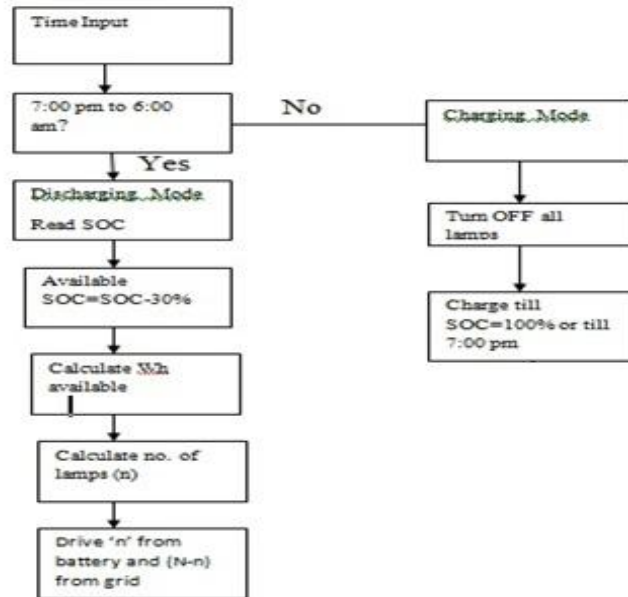 Time Input
7:00 pm to 6:00
am?
No
Yes
Charging Mode
Discharging Mode
Read SOC
Turn OFF all
lamps
Available
SOC=SOC-30%
Charge till
SOC=100% or till
7:00 pm
Calculate Wh
available
Calculate no. of
lamps (n)
Drive ‘n’ from
battery and (N-n)
from grid